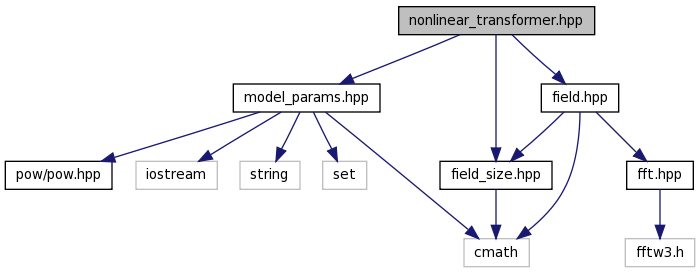 nonlinear_transformer.hpp
model_params.hpp
field.hpp
pow/pow.hpp
iostream
string
set
field_size.hpp
fft.hpp
cmath
fftw3.h